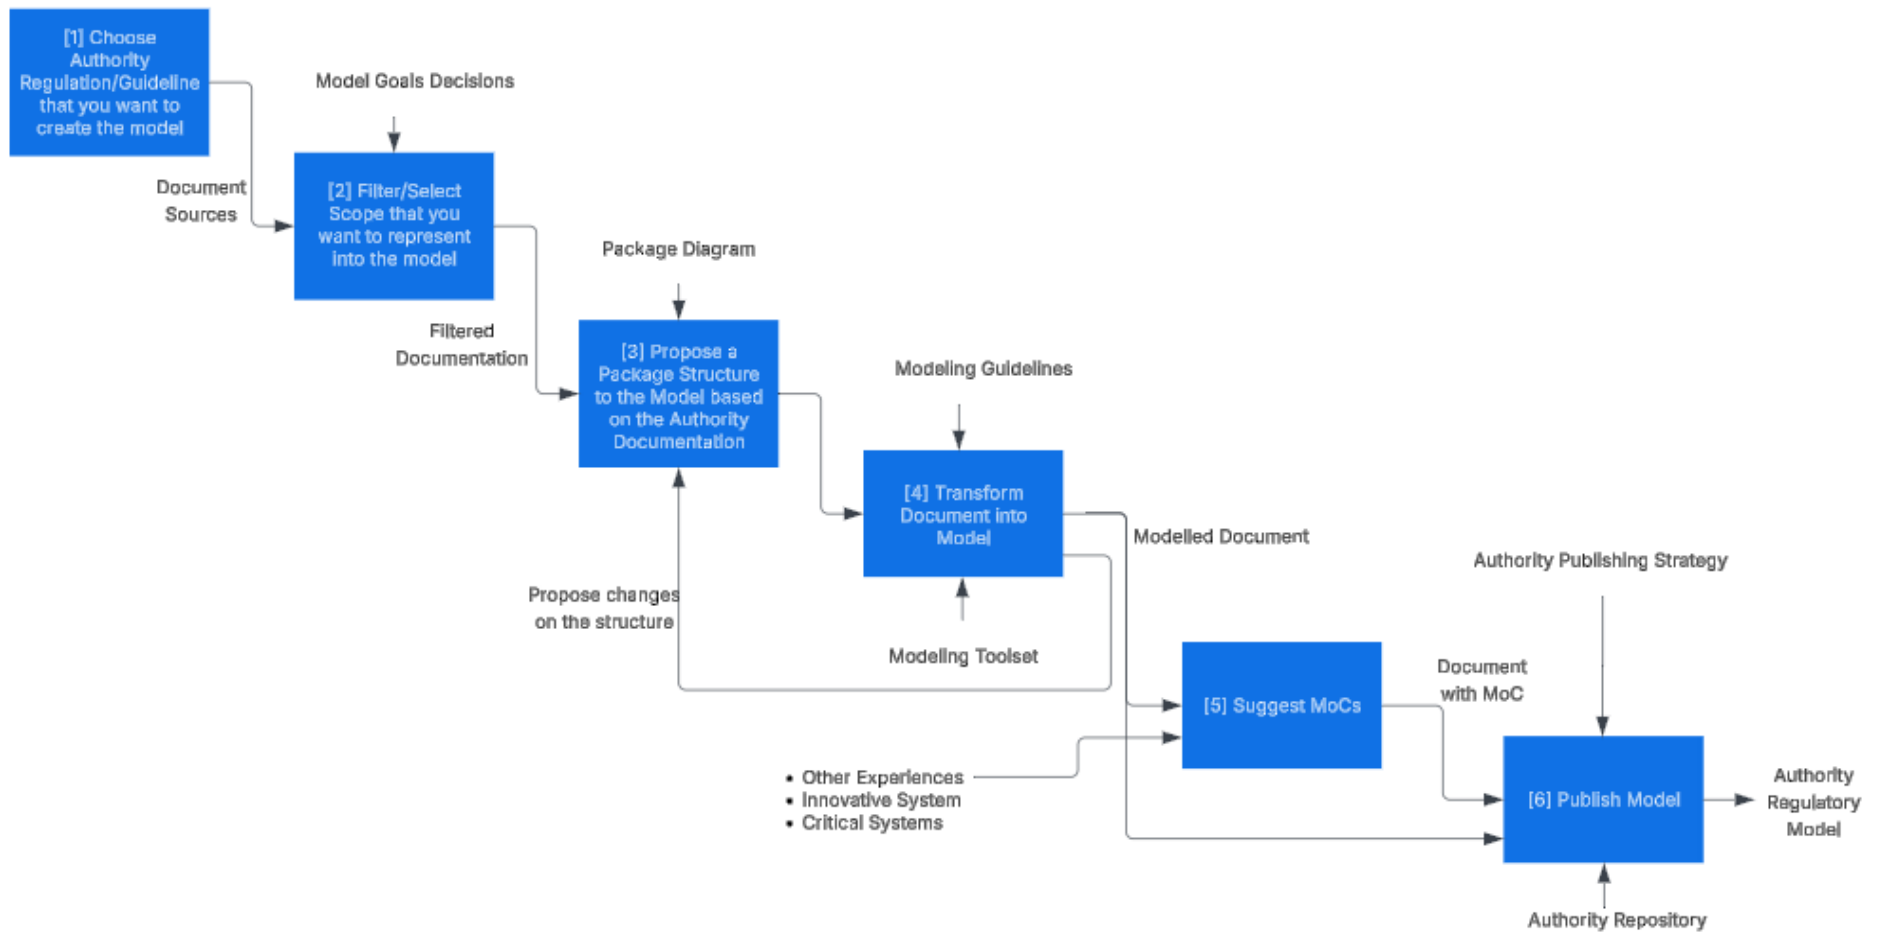 [1] Choose
Authority
Regulation/Guideline
that you want to
create the model
Model Goals Decisions
Document
Sources
[2] Filter/Select
Scope that you
want to represent
into the model
Package Diagram
Filtered
Documentation
[3] Propose a
Package Structure
to the Model based
on the Authority
Documentation
Modeling Guidelines
[4] Transform
Document into
Model
Modelled Document
Propose changes
on the structure
Modeling Toolset
Authority Publishing Strategy
[5] Suggest MoCs
Document
with MoC
• Other Experiences
• Innovative System
• Critical Systems
[6] Publish Model
Authority
Regulatory
Model
Authority Repository